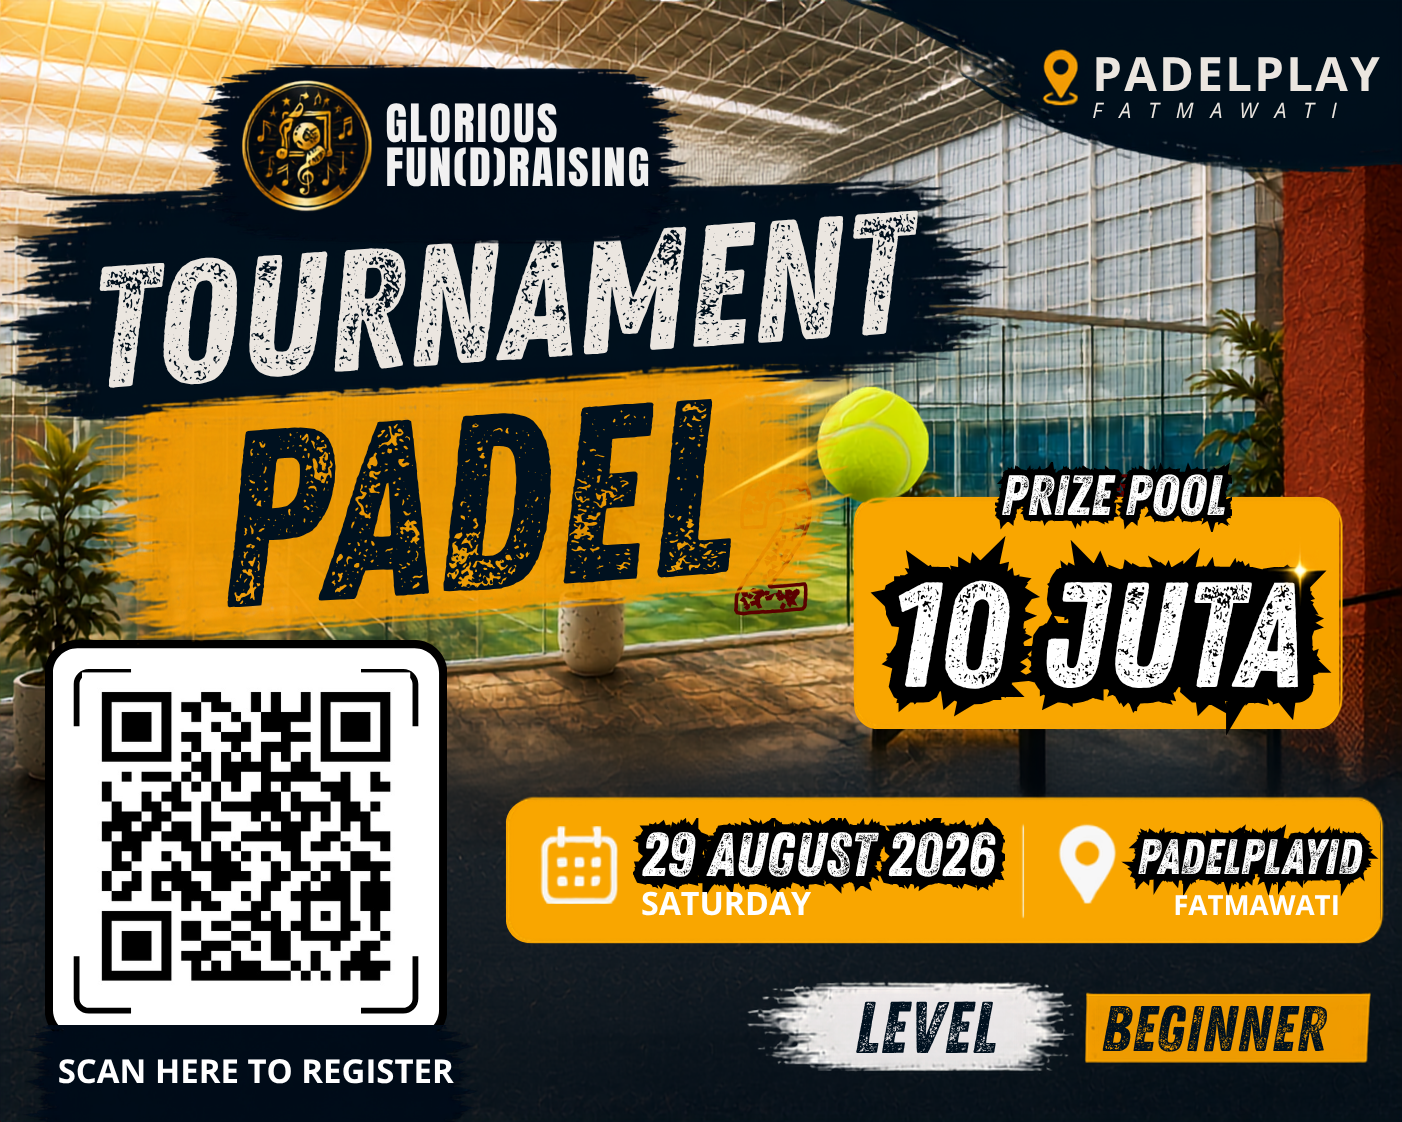 PADELPLAY
FATMAWATI
GLORIOUS
FUN(D)RAISING
TOURNAMENT
PADEL
PRIZE POOL
10 JUTA
29 AUGUST 2026
SATURDAY
PADELPLAYID
FATMAWATI
LEVEL
BEGINNER
SCAN HERE TO REGISTER